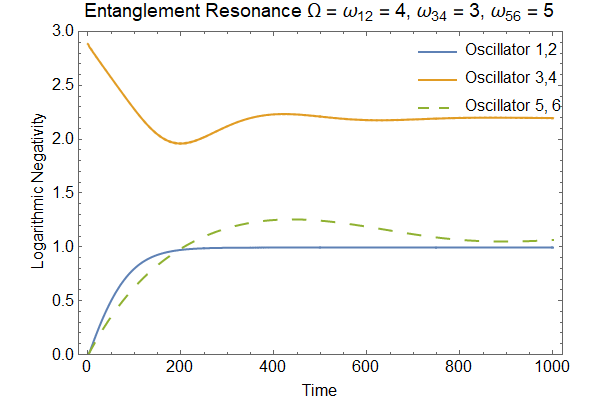 Entanglement Resonance Ω = ω12 = 4, ω34 = 3, ω56 = 5
3.0
Oscillator 1,2
Oscillator 3,4
2.5
Oscillator 5, 6
2.0
Logarithmic Negativity
1.5
1.0
0.5
0.0
0 200 400 600 800 1000
Time